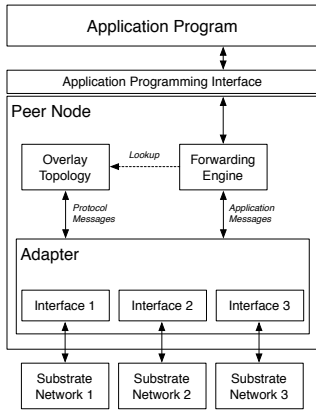 Application Program
Application Programming Interface
Peer Node
Overlay
Topology
Lookup
Forwarding
Engine
Protocol
Messages
Application
Messages
Adapter
Interface 1
Interface 2
Interface 3
Substrate
Network 1
Substrate
Network 2
Substrate
Network 3